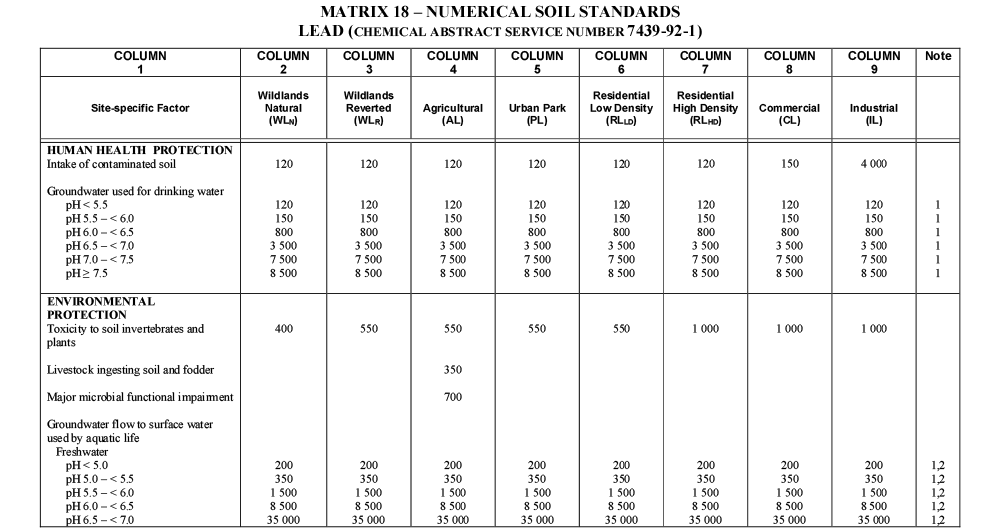 MATRIX 18 – NUMERICAL SOIL STANDARDS
LEAD (CHEMICAL ABSTRACT SERVICE NUMBER 7439-92-1)
COLUMN 1 COLUMN 2 COLUMN 3 COLUMN 4 COLUMN 5 COLUMN 6 COLUMN 7 COLUMN 8 COLUMN 9 Note
Site-specific Factor Wildlands Natural (WLN) Wildlands Reverted (WLR) Agricultural (AL) Urban Park (PL) Residential Low Density (RLLD) Residential High Density (RLHD) Commercial (CL) Industrial (IL)
HUMAN HEALTH PROTECTION
Intake of contaminated soil 120 120 120 120 120 120 150 4 000
Groundwater used for drinking water
pH < 5.5 120 120 120 120 120 120 120 120 1
pH 5.5 – < 6.0 150 150 150 150 150 150 150 150 1
pH 6.0 – < 6.5 800 800 800 800 800 800 800 800 1
pH 6.5 – < 7.0 3 500 3 500 3 500 3 500 3 500 3 500 3 500 3 500 1
pH 7.0 – < 7.5 7 500 7 500 7 500 7 500 7 500 7 500 7 500 7 500 1
pH ≥ 7.5 8 500 8 500 8 500 8 500 8 500 8 500 8 500 8 500 1
ENVIRONMENTAL
PROTECTION
Toxicity to soil invertebrates and 400 550 550 550 550 1 000 1 000 1 000
plants
Livestock ingesting soil and fodder 350
Major microbial functional impairment 700
Groundwater flow to surface water
used by aquatic life
Freshwater
pH < 5.0 200 200 200 200 200 200 200 200 1,2
pH 5.0 – < 5.5 350 350 350 350 350 350 350 350 1,2
pH 5.5 – < 6.0 1 500 1 500 1 500 1 500 1 500 1 500 1 500 1 500 1,2
pH 6.0 – < 6.5 8 500 8 500 8 500 8 500 8 500 8 500 8 500 8 500 1,2
pH 6.5 – < 7.0 35 000 35 000 35 000 35 000 35 000 35 000 35 000 35 000 1,2